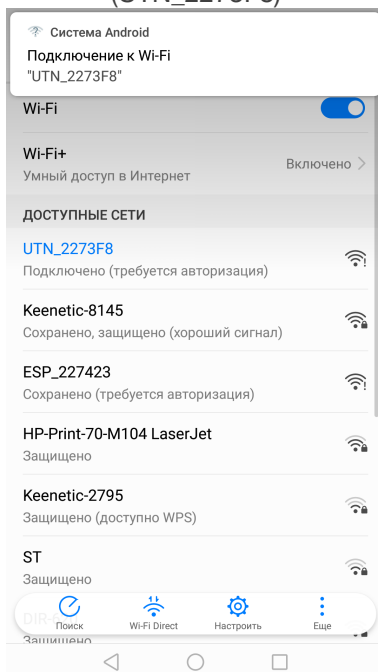 (UTN_2273F8)
Система Android
Подключение к Wi-Fi
"UTN_2273F8"
Wi-Fi
Wi-Fi+
Умный доступ в Интернет
Включено
ДОСТУПНЫЕ СЕТИ
UTN_2273F8
Подключено (требуется авторизация)
Keenetic-8145
Сохранено, защищено (хороший сигнал)
ESP_227423
Сохранено (требуется авторизация)
HP-Print-70-M104 LaserJet
Защищено
Keenetic-2795
Защищено (доступно WPS)
ST
Защищено
Поиск
Wi-Fi Direct
Настроить
Еще
Защищено